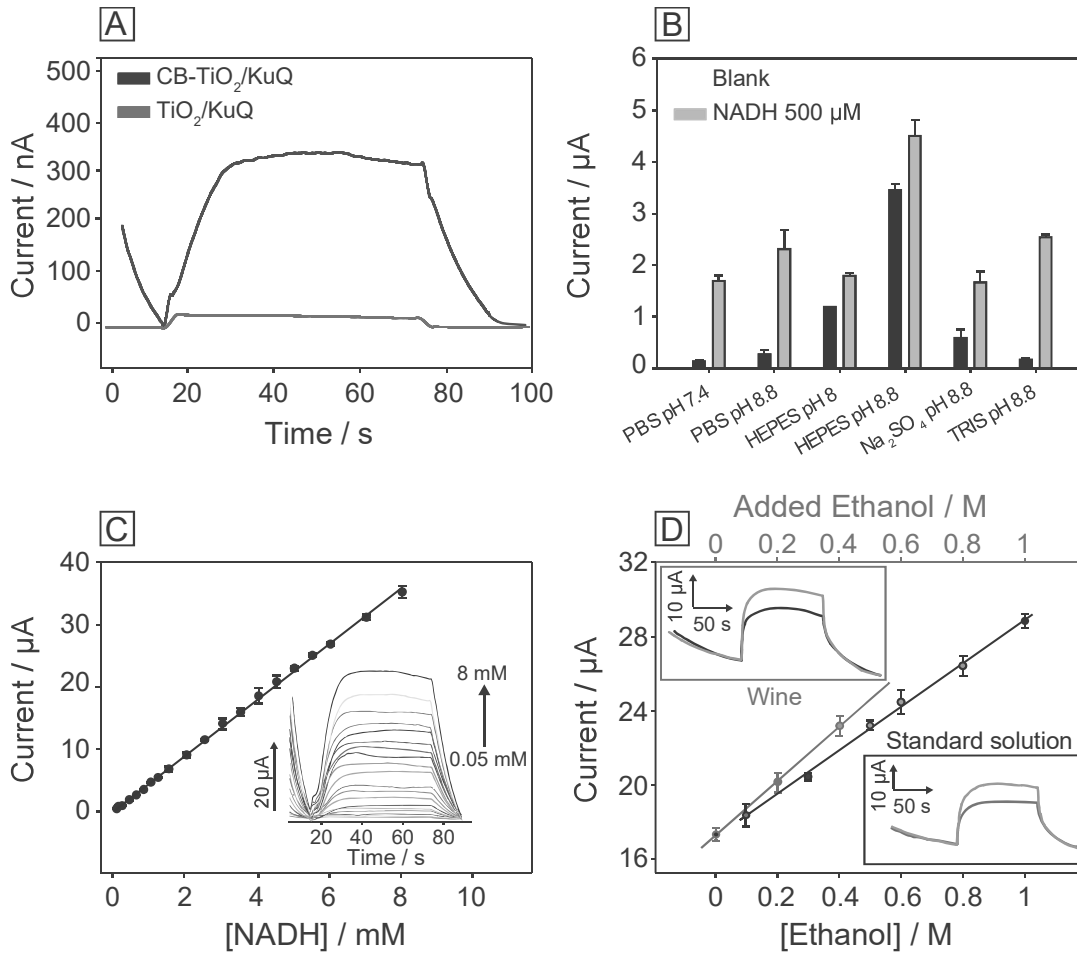 A
500
400
300
200
100
0
Current / nA
CB-TiO₂/KuQ
TiO₂/KuQ
0 20 40 60 80 100
Time / s
B
6
5
4
3
2
1
0
Current / µA
Blank
NADH 500 µM
PBS pH 7.4
PBS pH 8.8
HEPES pH 8
HEPES pH 8.8
Na₂SO₄ pH 8.8
TRIS pH 8.8
C
40
30
20
10
0
Current / µA
8 mM
0.05 mM
20 µA
20 40 60 80
Time / s
0 2 4 6 8 10
[NADH] / mM
D
Added Ethanol / M
0 0.2 0.4 0.6 0.8 1
32
28
24
20
16
Current / µA
10 µA
50 s
Wine
Standard solution
10 µA
50 s
0 0.2 0.4 0.6 0.8 1
[Ethanol] / M